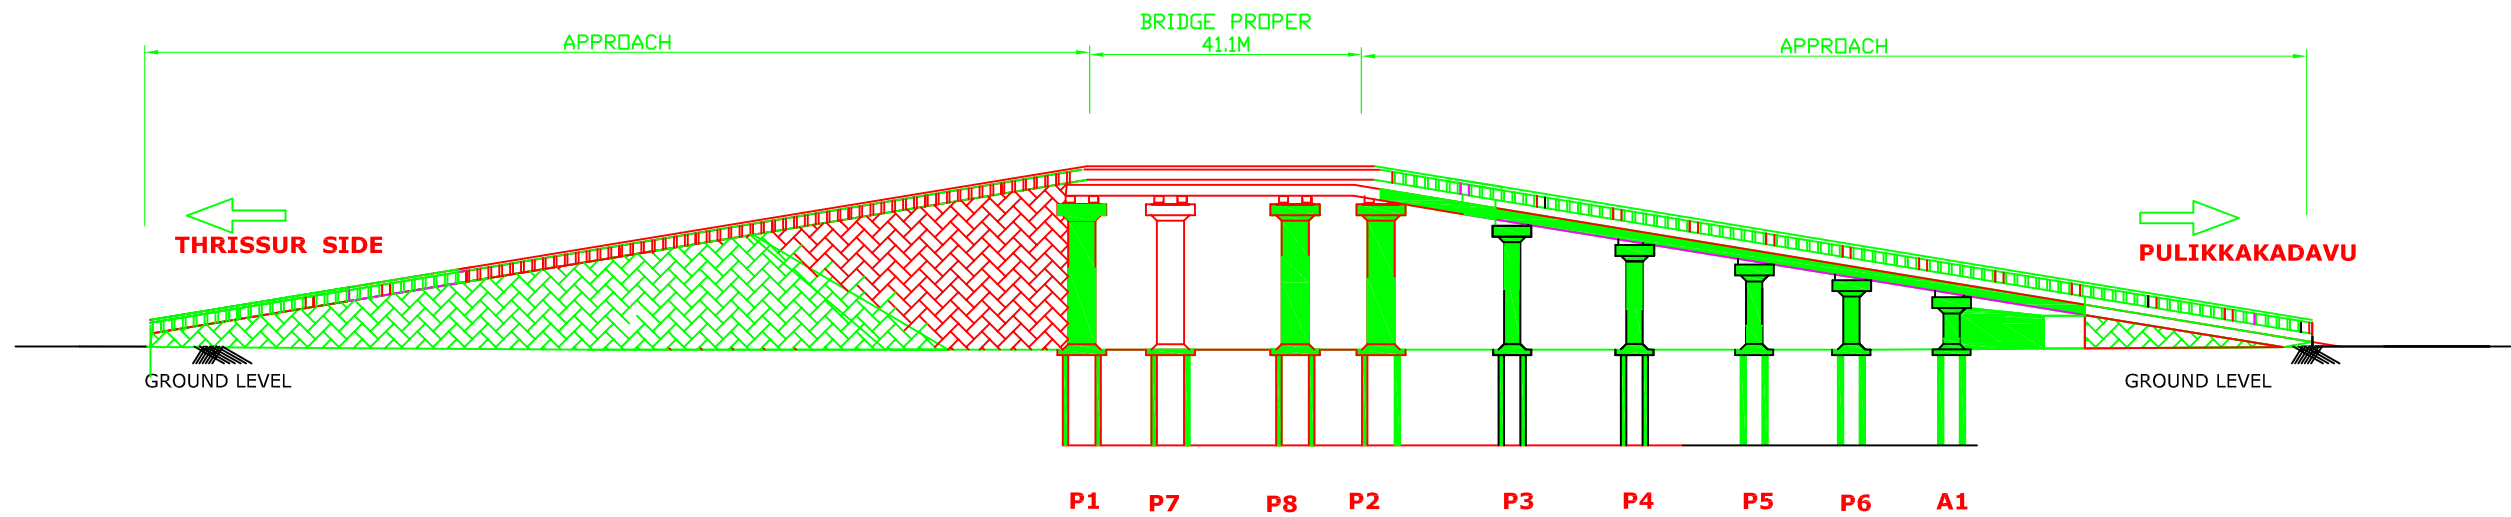 BRIDGE PROPER
APPROACH
41.1M
APPROACH
THRISSUR SIDE
PULIKKAKADAVU
GROUND LEVEL
GROUND LEVEL
P1 P7 P8 P2 P3 P4 P5 P6 A1